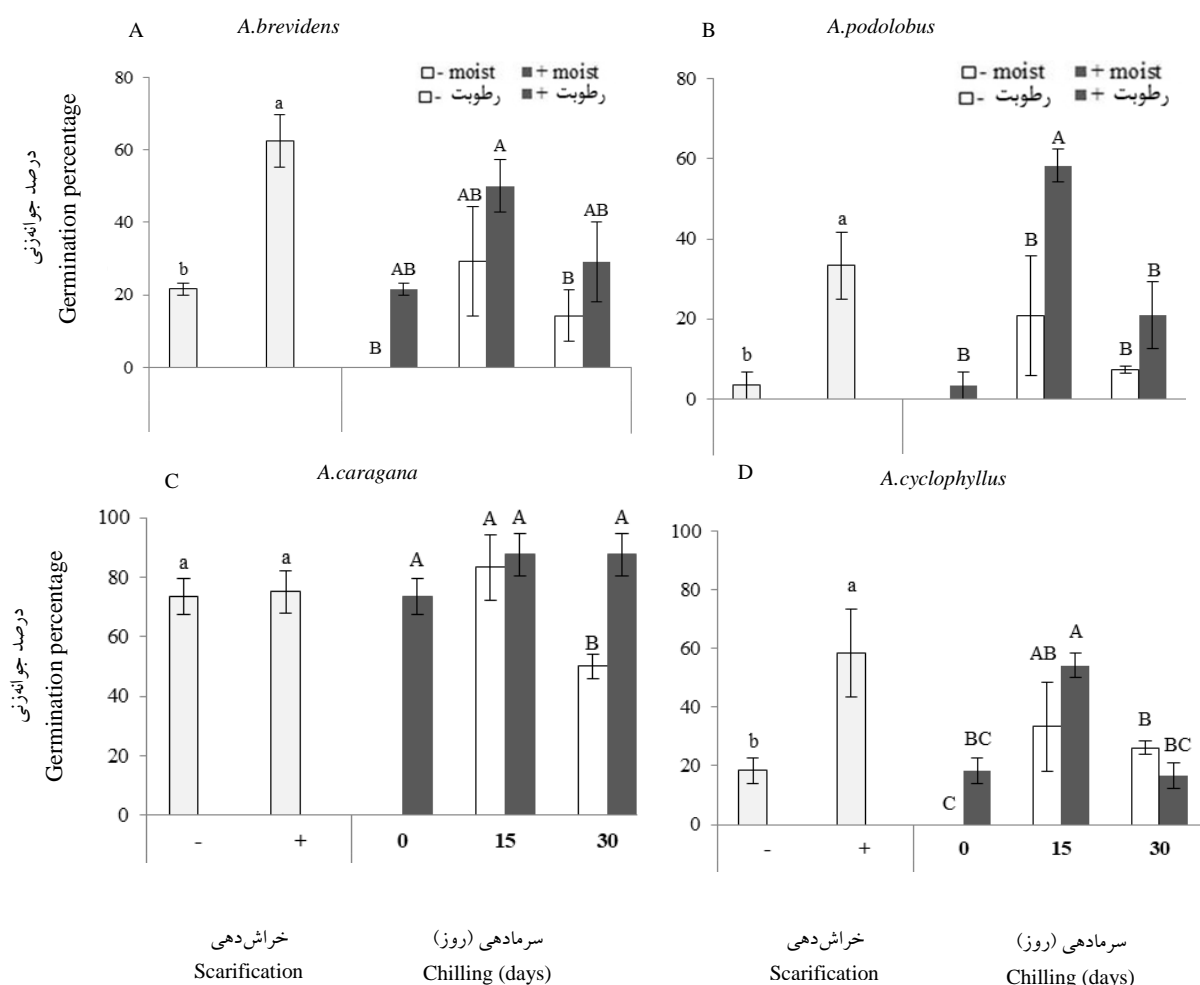 A
A.brevidens
- moist + moist
- رطوبت + رطوبت
80
60
40
20
0
b
a
B
AB
AB
A
B
AB
درصد جوانه‌زنی
Germination percentage
B
A.podolobus
- moist + moist
- رطوبت + رطوبت
80
60
40
20
0
b
a
B
B
A
B
B
C
A.caragana
100
80
60
40
20
0
a
a
A
A
A
B
A
درصد جوانه‌زنی
Germination percentage
- + 0 15 30
D
A.cyclophyllus
100
80
60
40
20
0
b
a
C
BC
AB
A
B
BC
- + 0 15 30
خراش‌دهی
Scarification
سرمادهی (روز)
Chilling (days)
خراش‌دهی
Scarification
سرمادهی (روز)
Chilling (days)